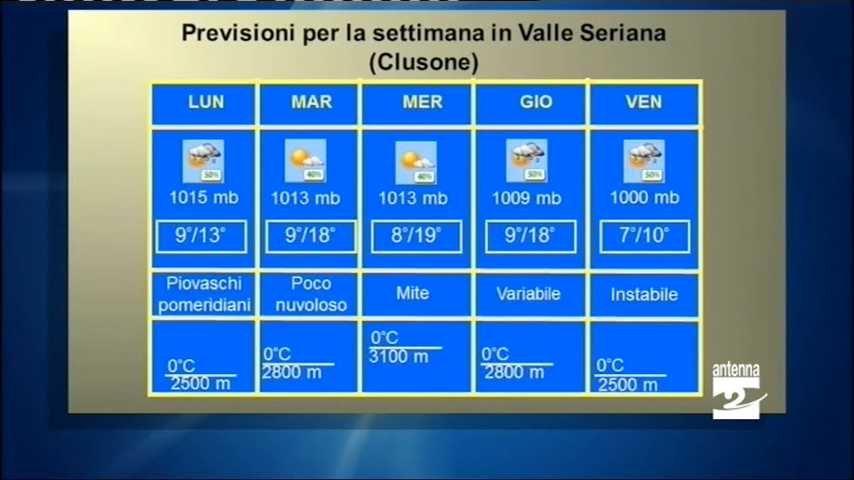 Previsioni per la settimana in Valle Seriana
(Clusone)
LUN MAR MER GIO VEN
50% 40% 40% 50% 50%
1015 mb 1013 mb 1013 mb 1009 mb 1000 mb
9°/13° 9°/18° 8°/19° 9°/18° 7°/10°
Piovaschi pomeridiani Poco nuvoloso Mite Variabile Instabile
0°C 0°C 0°C 0°C 0°C
2500 m 2800 m 3100 m 2800 m 2500 m
antenna
2